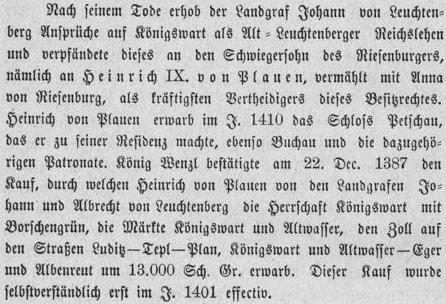 Nach seinem Tode erhob der Landgraf Johann von Leuchten-
berg Ansprüche auf Königswart als Alt-Leuchtenberger Reichslehen
und verpfändete dieses an den Schwiegersohn des Riesenburgers,
nämlich an Heinrich IX. von Plauen, vermählt mit Anna
von Riesenburg, als kräftigsten Vertheidigers dieses Besitzrechtes.
Heinrich von Plauen erwarb im J. 1410 das Schloß Petschau,
das er zu seiner Residenz machte, ebenso Buchau und die dazugehö-
rigen Patronate. König Wenzl bestätigte am 22. Dec. 1387 den
Kauf, durch welchen Heinrich von Plauen von den Landgrafen Jo-
hann und Albrecht von Leuchtenberg die Herrschaft Königswart mit
Borschengrün, die Märkte Königswart und Altwasser, den Zoll auf
den Straßen Luditz—Tepl—Plan, Königswart und Altwasser—Eger
und Albenreut um 13.000 Sch. Gr. erwarb. Dieser Kauf wurde
selbstverständlich erst im J. 1401 effectiv.